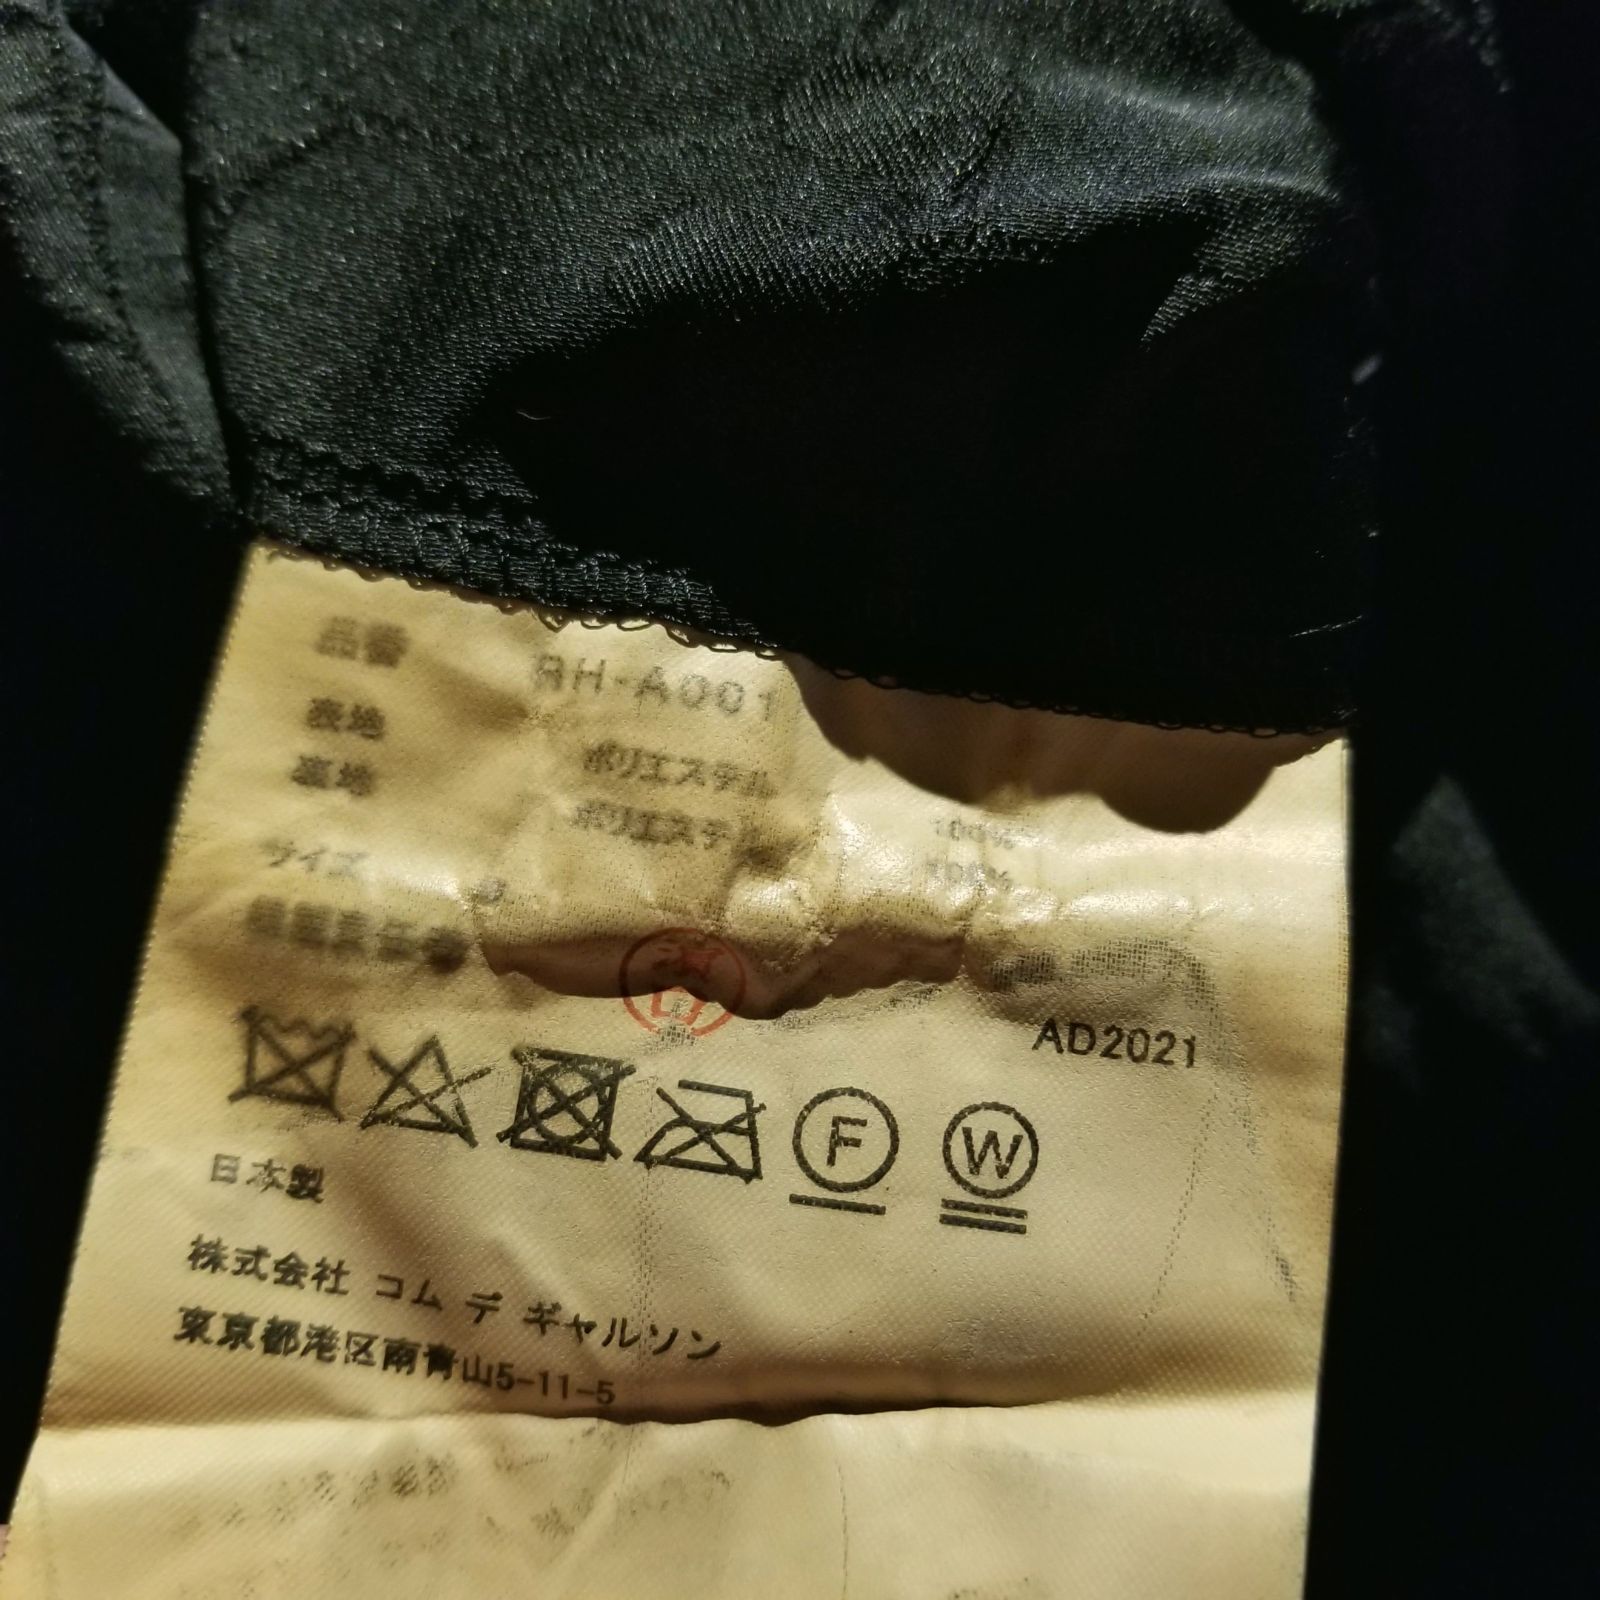 品番 RH-A001
表地 ポリエステル 100%
裏地 ポリエステル 100%
サイズ
AD2021
F W
日本製
株式会社 コム デ ギャルソン
東京都港区南青山5-11-5